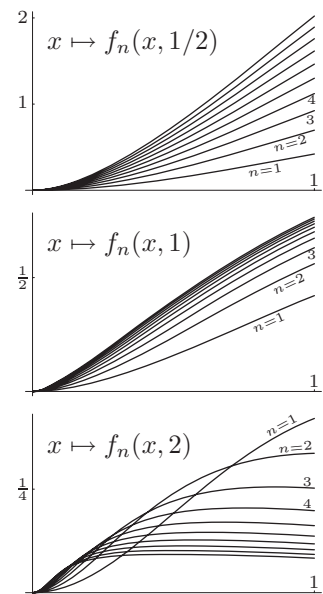 2
x ↦ f_n(x, 1/2)
1
4
3
n=2
n=1
1
x ↦ f_n(x, 1)
3
1/2
n=2
n=1
1
n=1
x ↦ f_n(x, 2)
n=2
3
1/4
4
1